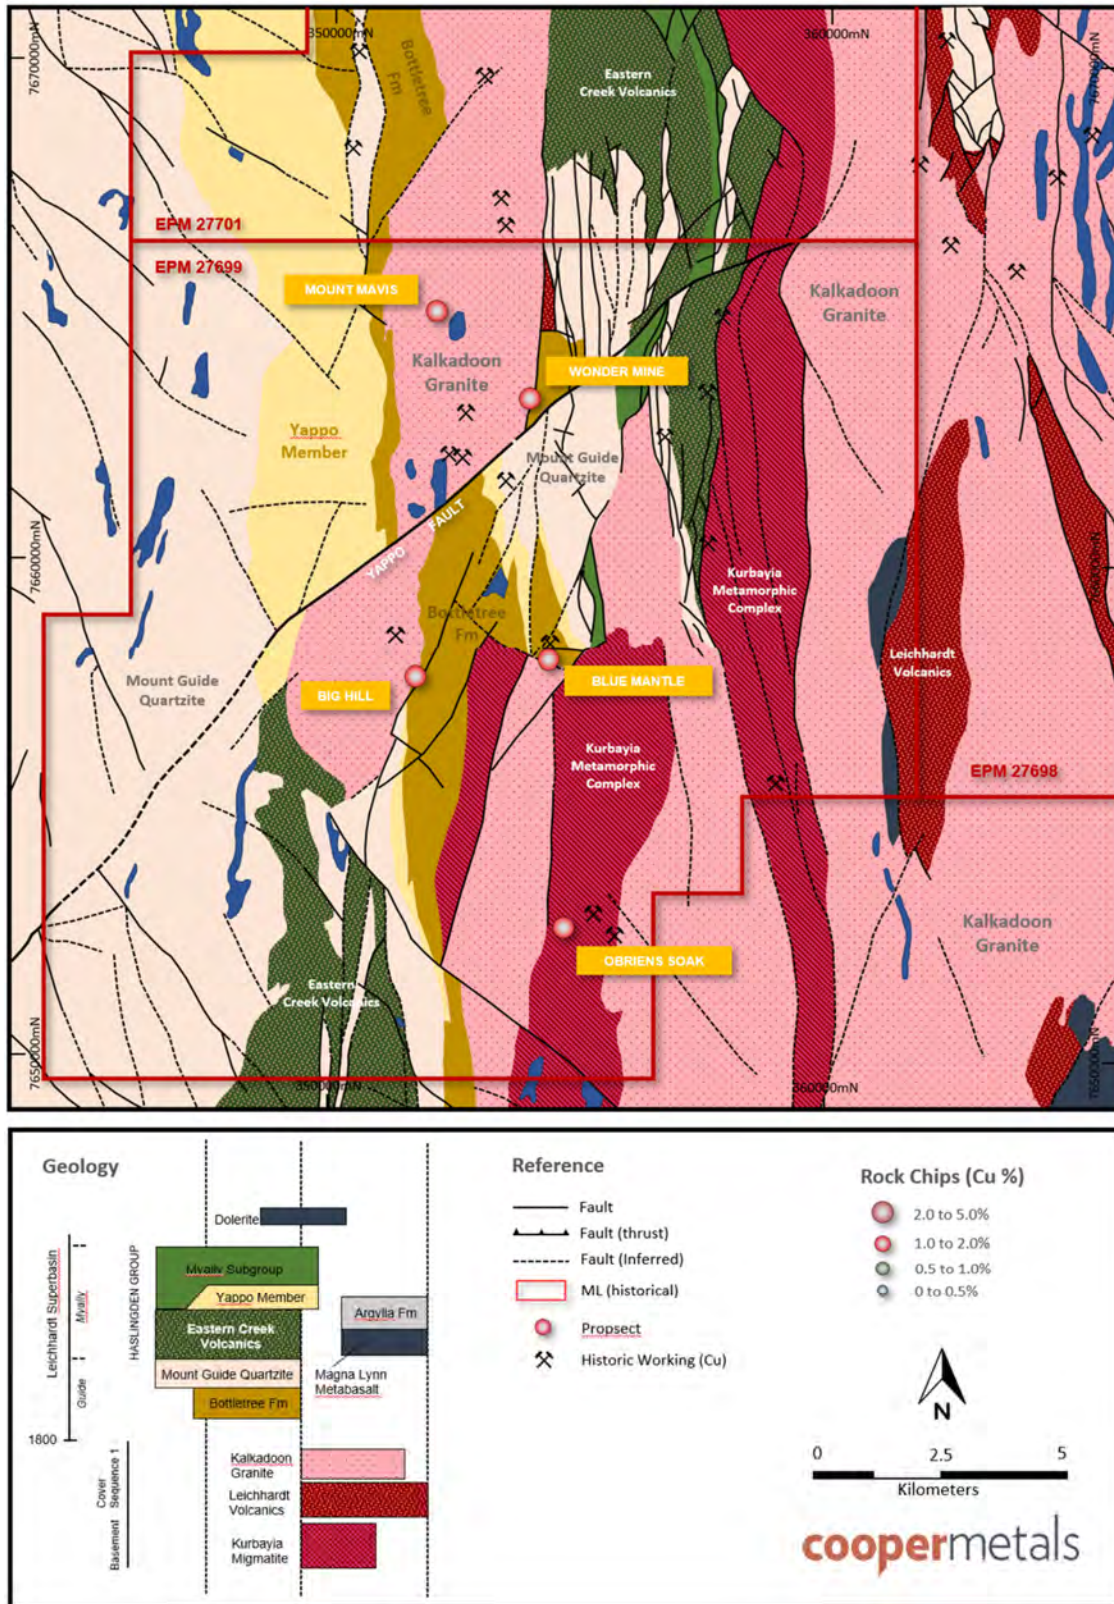 350000mN
360000mN
7670000mN
7670000mN
Bottletree
Fm
Eastern
Creek Volcanics
EPM 27701
EPM 27699
MOUNT MAVIS
Kalkadoon
Granite
Kalkadoon
Granite
WONDER MINE
Yappo
Member
Mount Guide
Quartzite
YAPPO FAULT
7660000mN
7660000mN
Kurbayia
Metamorphic
Complex
Bottletree
Fm
Leichhardt
Volcanics
Mount Guide
Quartzite
BIG HILL
BLUE MANTLE
Kurbayia
Metamorphic
Complex
EPM 27698
Kalkadoon
Granite
OBRIENS SOAK
Eastern
Creek Volcanics
7650000mN
350000mN
360000mN
7650000mN
Geology
Dolerite
Leichhardt Superbasin
Myally
Guide
HASLINGDEN GROUP
Myally Subgroup
Yappo Member
Eastern Creek
Volcanics
Mount Guide Quartzite
Bottletree Fm
Argylla Fm
Magna Lynn
Metabasalt
1800
Cover
Sequence 1
Basement
Kalkadoon
Granite
Leichhardt
Volcanics
Kurbayia
Migmatite
Reference
Fault
Fault (thrust)
Fault (Inferred)
ML (historical)
Propsect
Historic Working (Cu)
Rock Chips (Cu %)
2.0 to 5.0%
1.0 to 2.0%
0.5 to 1.0%
0 to 0.5%
N
0 2.5 5
Kilometers
coopermetals